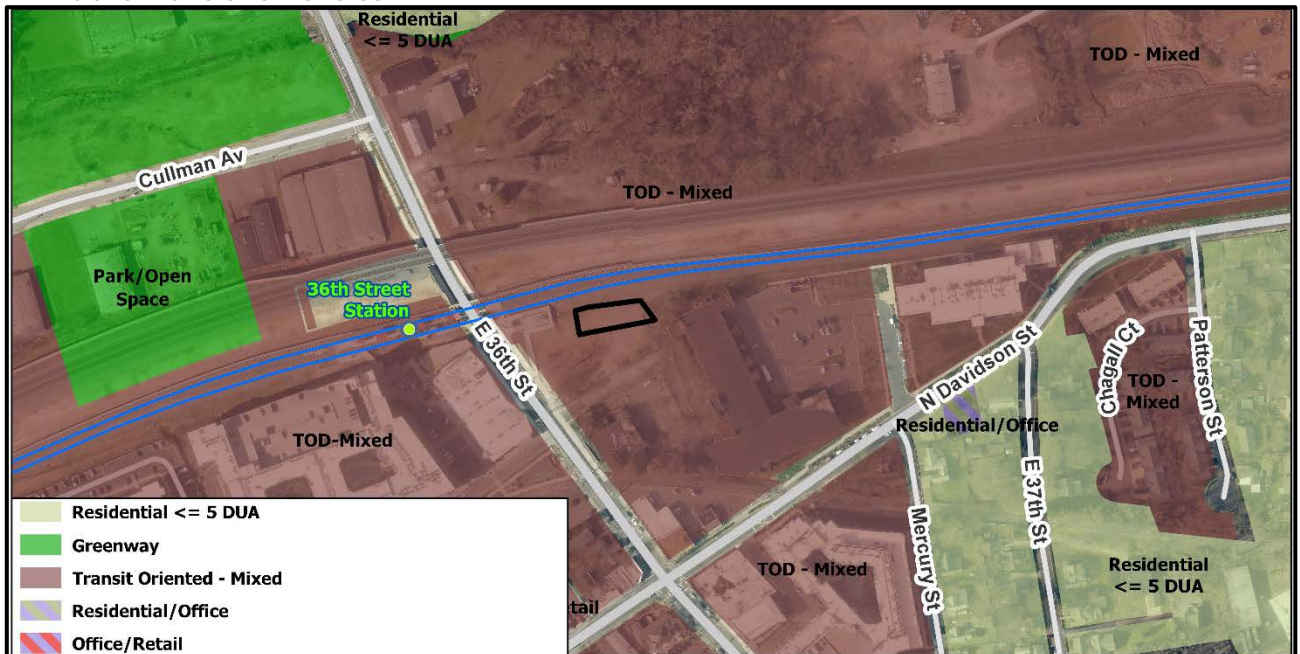 Residential
<= 5 DUA
TOD - Mixed
Cullman Av
TOD - Mixed
Park/Open
Space
36th Street
Station
E 36th St
N Davidson St
Chagall Ct
Patterson St
TOD -
Mixed
TOD-Mixed
Residential/Office
E 37th St
Mercury St
TOD - Mixed
Residential
<= 5 DUA
tail
Residential <= 5 DUA
Greenway
Transit Oriented - Mixed
Residential/Office
Office/Retail